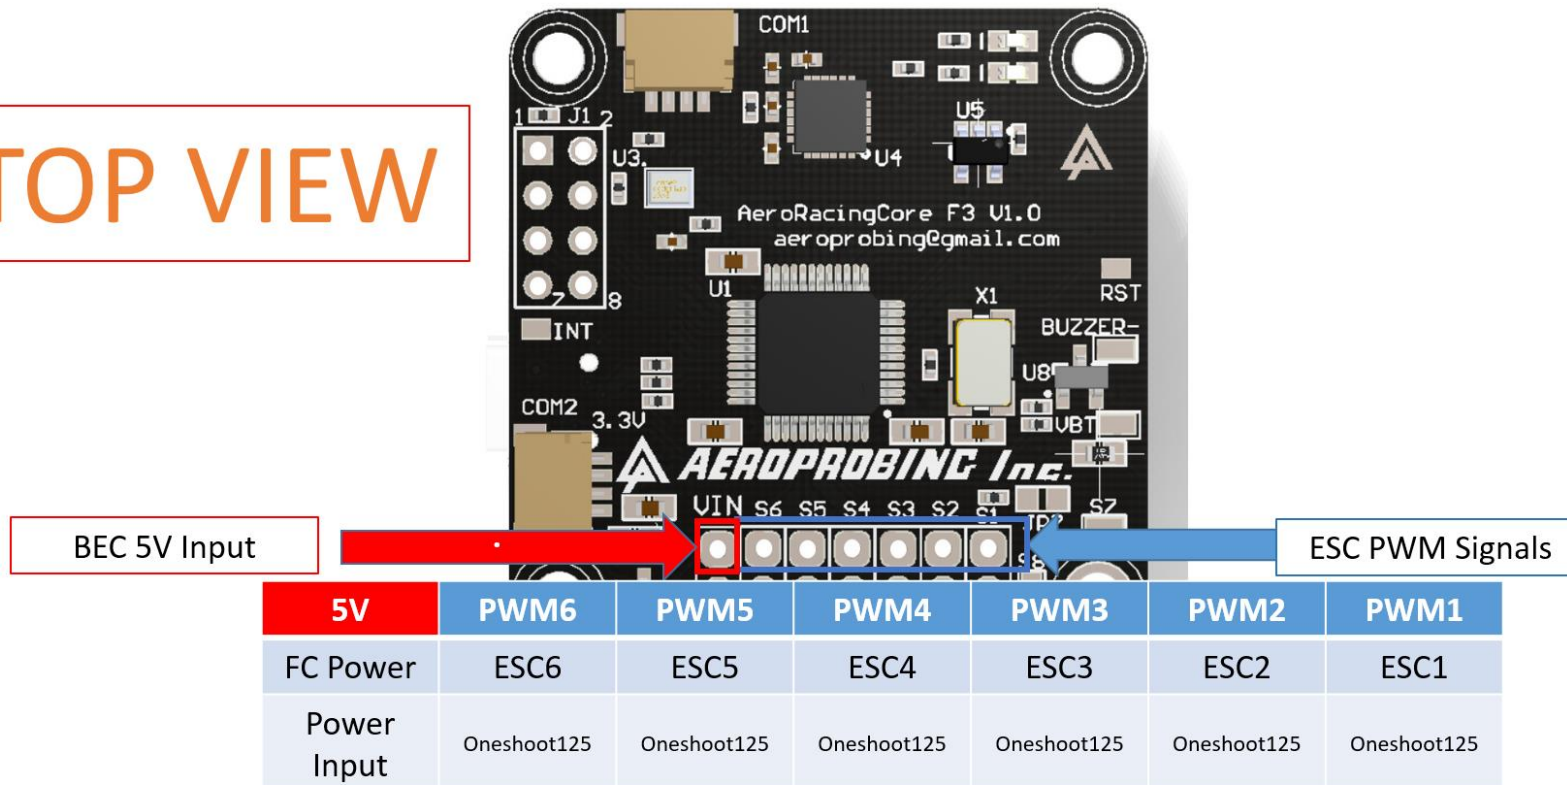 TOP VIEW
COM1
1 J1 2
U3.
U4
U5
AeroRacingCore F3 V1.0
aeroprobing@gmail.com
U1
7 8
X1
RST
INT
BUZZER-
U8
COM2
3.3V
VBT
AEROPROBING Inc.
VIN S6 S5 S4 S3 S2 S1 S7
BEC 5V Input
ESC PWM Signals
5V PWM6 PWM5 PWM4 PWM3 PWM2 PWM1
FC Power ESC6 ESC5 ESC4 ESC3 ESC2 ESC1
Power
Input Oneshoot125 Oneshoot125 Oneshoot125 Oneshoot125 Oneshoot125 Oneshoot125